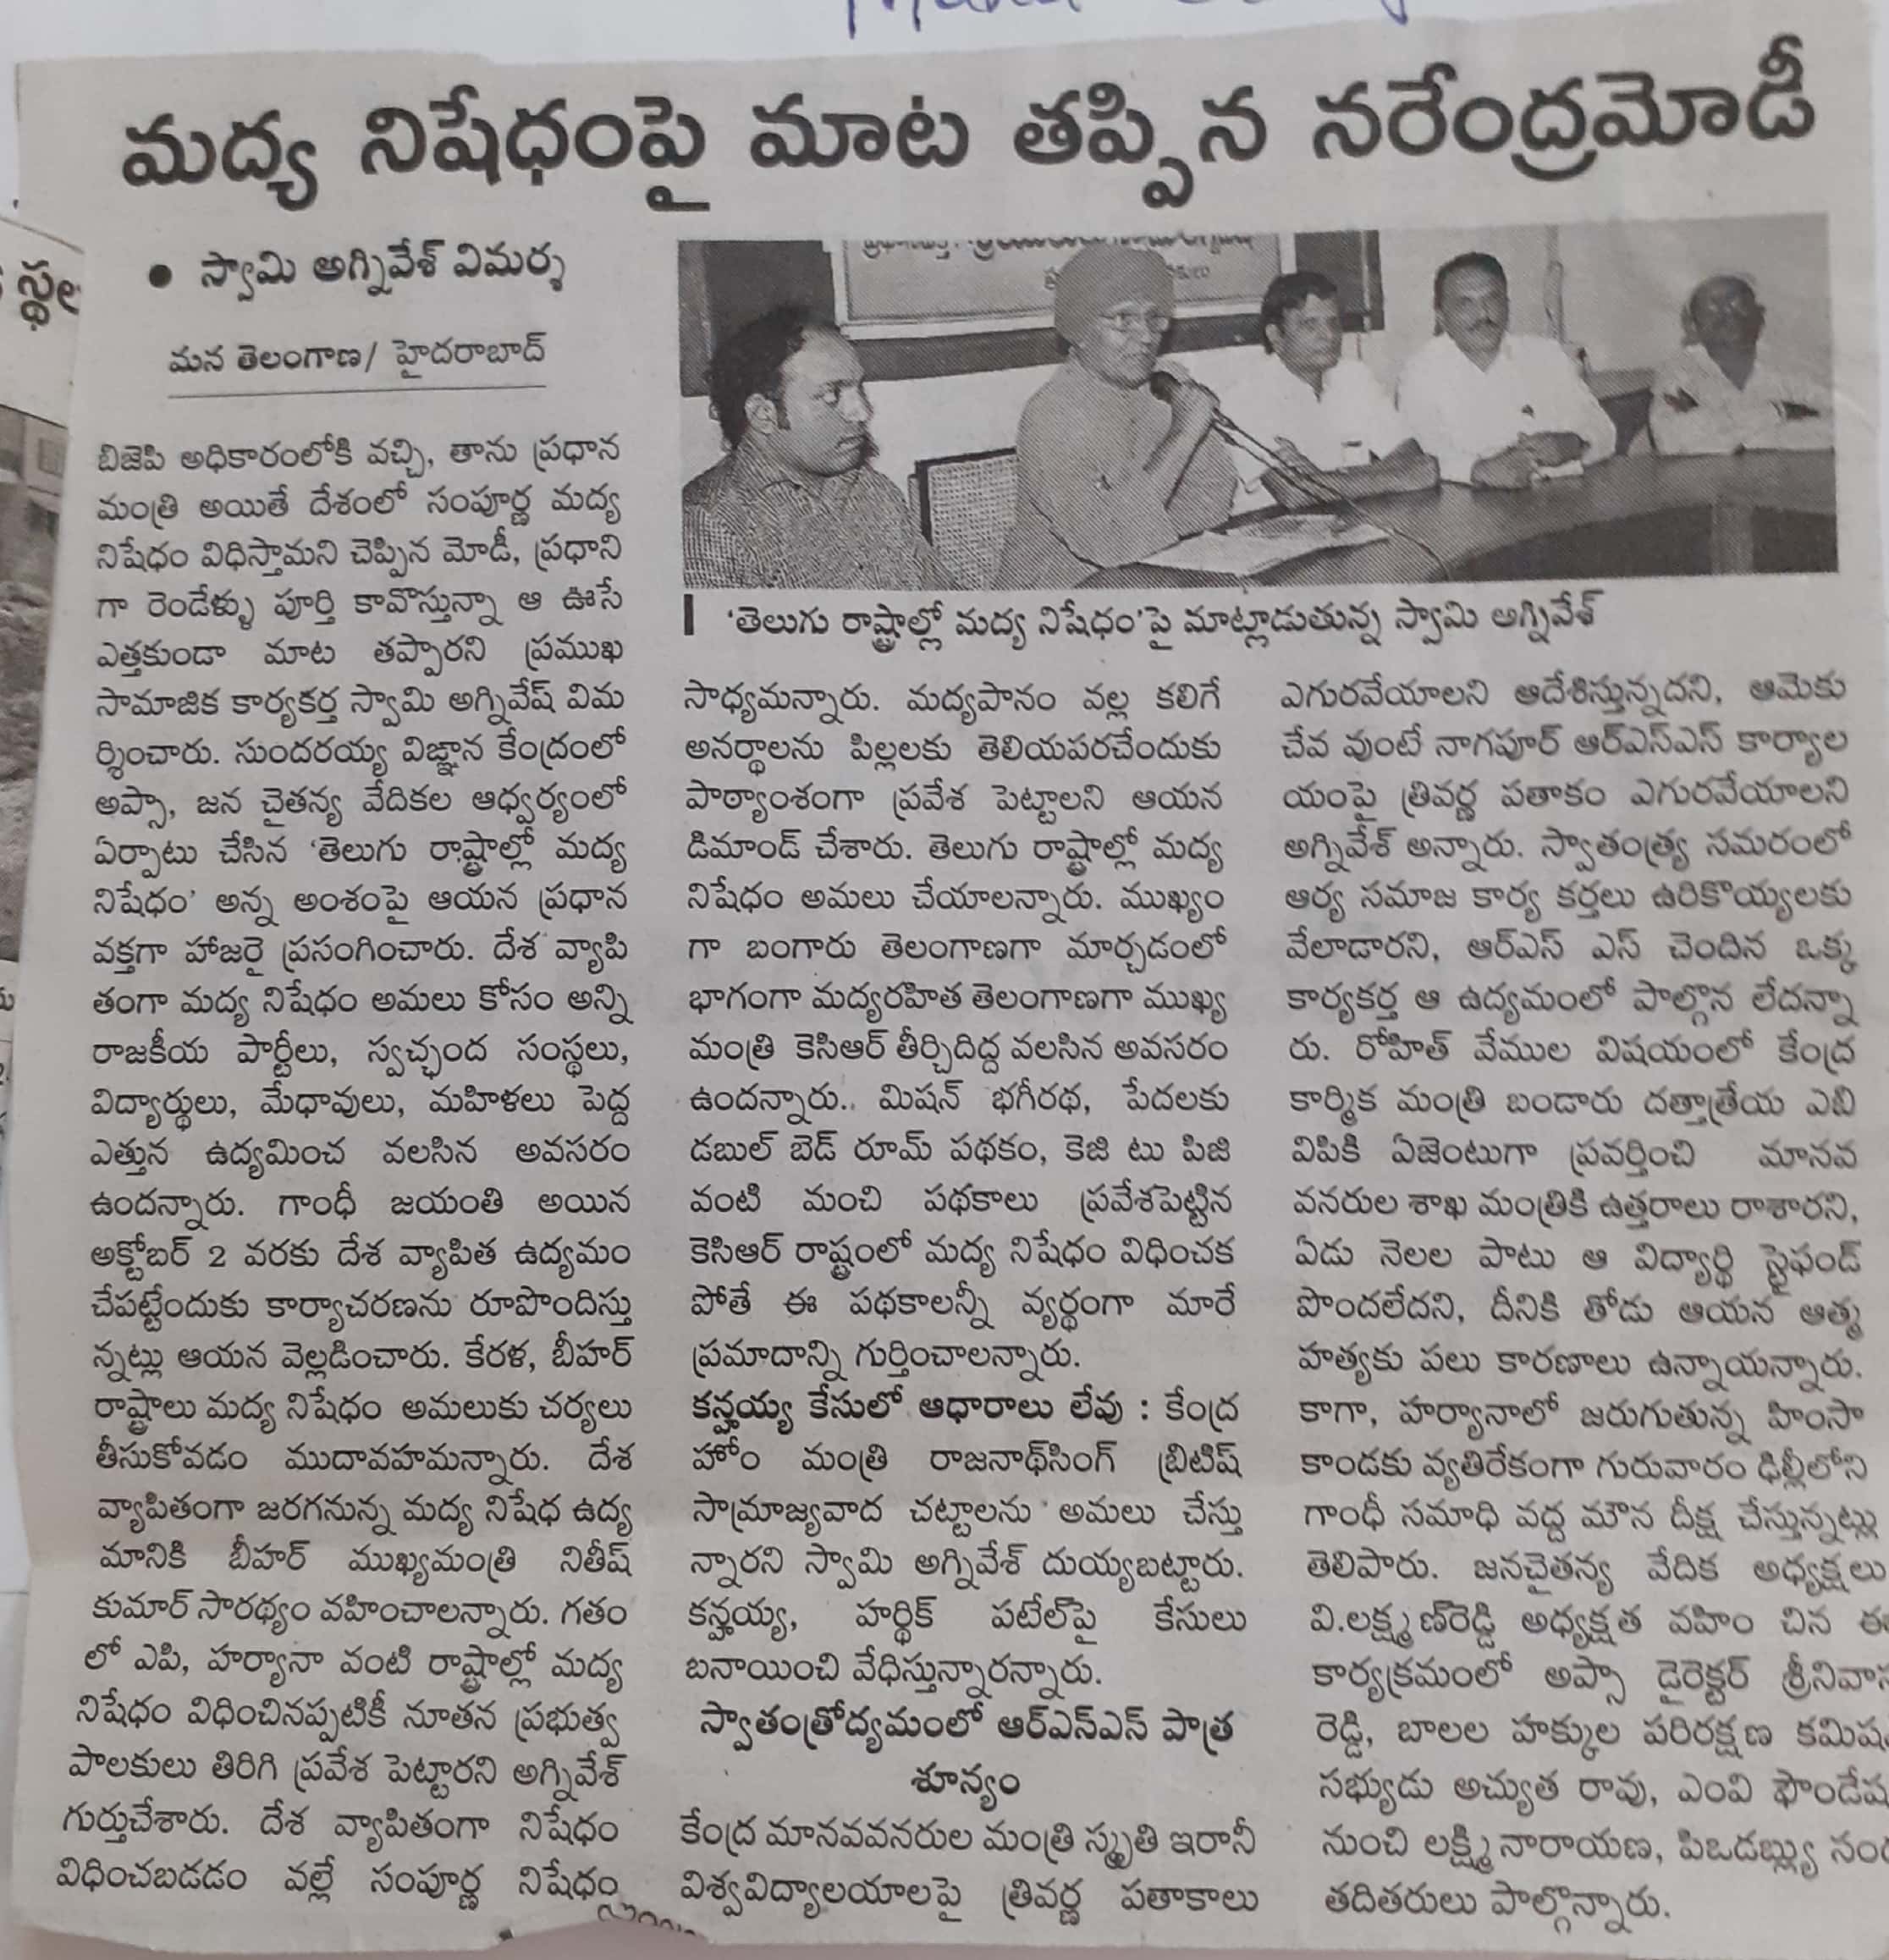 మద్య నిషేధంపై మాట తప్పిన నరేంద్రమోడీ
• స్వామి అగ్నివేశ్ విమర్శ
మన తెలంగాణ/ హైదరాబాద్
బిజెపి అధికారంలోకి వచ్చి, తాను ప్రధాన
మంత్రి అయితే దేశంలో సంపూర్ణ మద్య
నిషేధం విధిస్తామని చెప్పిన మోడీ, ప్రధాని
గా రెండేళ్ళు పూర్తి కావొస్తున్నా ఆ ఊసే
ఎత్తకుండా మాట తప్పారని ప్రముఖ
సామాజిక కార్యకర్త స్వామి అగ్నివేష్ విమ
ర్శించారు. సుందరయ్య విజ్ఞాన కేంద్రంలో
అప్సా, జన చైతన్య వేదికల ఆధ్వర్యంలో
ఏర్పాటు చేసిన 'తెలుగు రాష్ట్రాల్లో మద్య
నిషేధం' అన్న అంశంపై ఆయన ప్రధాన
వక్తగా హాజరై ప్రసంగించారు. దేశ వ్యాపి
తంగా మద్య నిషేధం అమలు కోసం అన్ని
రాజకీయ పార్టీలు, స్వచ్ఛంద సంస్థలు,
విద్యార్థులు, మేధావులు, మహిళలు పెద్ద
ఎత్తున ఉద్యమించ వలసిన అవసరం
ఉందన్నారు. గాంధీ జయంతి అయిన
అక్టోబర్ 2 వరకు దేశ వ్యాపిత ఉద్యమం
చేపట్టేందుకు కార్యాచరణను రూపొందిస్తు
న్నట్లు ఆయన వెల్లడించారు. కేరళ, బీహర్
రాష్ట్రాలు మద్య నిషేధం అమలుకు చర్యలు
తీసుకోవడం ముదావహమన్నారు. దేశ
వ్యాపితంగా జరగనున్న మద్య నిషేధ ఉద్య
మానికి బీహర్ ముఖ్యమంత్రి నితీష్
కుమార్ సారథ్యం వహించాలన్నారు. గతం
లో ఎపి, హర్యానా వంటి రాష్ట్రాల్లో మద్య
నిషేధం విధించినప్పటికీ నూతన ప్రభుత్వ
పాలకులు తిరిగి ప్రవేశ పెట్టారని అగ్నివేశ్
గుర్తుచేశారు. దేశ వ్యాపితంగా నిషేధం
విధించబడడం వల్లే సంపూర్ణ నిషేధం
'తెలుగు రాష్ట్రాల్లో మద్య నిషేధం'పై మాట్లాడుతున్న స్వామి అగ్నివేశ్
సాధ్యమన్నారు. మద్యపానం వల్ల కలిగే
అనర్థాలను పిల్లలకు తెలియపరచేందుకు
పాఠ్యాంశంగా ప్రవేశ పెట్టాలని ఆయన
డిమాండ్ చేశారు. తెలుగు రాష్ట్రాల్లో మద్య
నిషేధం అమలు చేయాలన్నారు. ముఖ్యం
గా బంగారు తెలంగాణగా మార్చడంలో
భాగంగా మద్యరహిత తెలంగాణగా ముఖ్య
మంత్రి కెసిఆర్ తీర్చిదిద్ద వలసిన అవసరం
ఉందన్నారు.. మిషన్ భగీరథ, పేదలకు
డబుల్ బెడ్ రూమ్ పథకం, కెజి టు పిజి
వంటి మంచి పథకాలు ప్రవేశపెట్టిన
కెసిఆర్ రాష్ట్రంలో మద్య నిషేధం విధించక
పోతే ఈ పథకాలన్నీ వ్యర్థంగా మారే
ప్రమాదాన్ని గుర్తించాలన్నారు.
కన్హయ్య కేసులో ఆధారాలు లేవు : కేంద్ర
హోం మంత్రి రాజనాథ్‌సింగ్ బ్రిటిష్
సామ్రాజ్యవాద చట్టాలను అమలు చేస్తు
న్నారని స్వామి అగ్నివేశ్ దుయ్యబట్టారు.
కన్హయ్య, హర్థిక్ పటేల్‌పై కేసులు
బనాయించి వేధిస్తున్నారన్నారు.
స్వాతంత్రోద్యమంలో ఆర్ఎస్ఎస్ పాత్ర
శూన్యం
కేంద్ర మానవవనరుల మంత్రి స్మృతి ఇరానీ
విశ్వవిద్యాలయాలపై త్రివర్ణ పతాకాలు
ఎగురవేయాలని ఆదేశిస్తున్నదని, ఆమెకు
చేవ వుంటే నాగపూర్ ఆర్ఎస్ఎస్ కార్యాల
యంపై త్రివర్ణ పతాకం ఎగురవేయాలని
అగ్నివేశ్ అన్నారు. స్వాతంత్ర్య సమరంలో
ఆర్య సమాజ కార్య కర్తలు ఉరికొయ్యలకు
వేలాడారని, ఆర్ఎస్ ఎస్ చెందిన ఒక్క
కార్యకర్త ఆ ఉద్యమంలో పాల్గొన లేదన్నా
రు. రోహిత్ వేముల విషయంలో కేంద్ర
కార్మిక మంత్రి బండారు దత్తాత్రేయ ఎబి
విపికి ఏజెంటుగా ప్రవర్తించి మానవ
వనరుల శాఖ మంత్రికి ఉత్తరాలు రాశారని,
ఏడు నెలల పాటు ఆ విద్యార్థి స్టైఫండ్
పొందలేదని, దీనికి తోడు ఆయన ఆత్మ
హత్యకు పలు కారణాలు ఉన్నాయన్నారు.
కాగా, హర్యానాలో జరుగుతున్న హింసా
కాండకు వ్యతిరేకంగా గురువారం ఢిల్లీలోని
గాంధీ సమాధి వద్ద మౌన దీక్ష చేస్తున్నట్లు
తెలిపారు. జనచైతన్య వేదిక అధ్యక్షలు
వి.లక్ష్మణ్‌రెడ్డి అధ్యక్షత వహిం చిన ఈ
కార్యక్రమంలో అప్సా డైరెక్టర్ శ్రీనివాస
రెడ్డి, బాలల హక్కుల పరిరక్షణ కమిష
సభ్యుడు అచ్యుత రావు, ఎంవి ఫౌండేష
నుంచి లక్ష్మి నారాయణ, పిఒడబ్ల్యు సం
తదితరులు పాల్గొన్నారు.